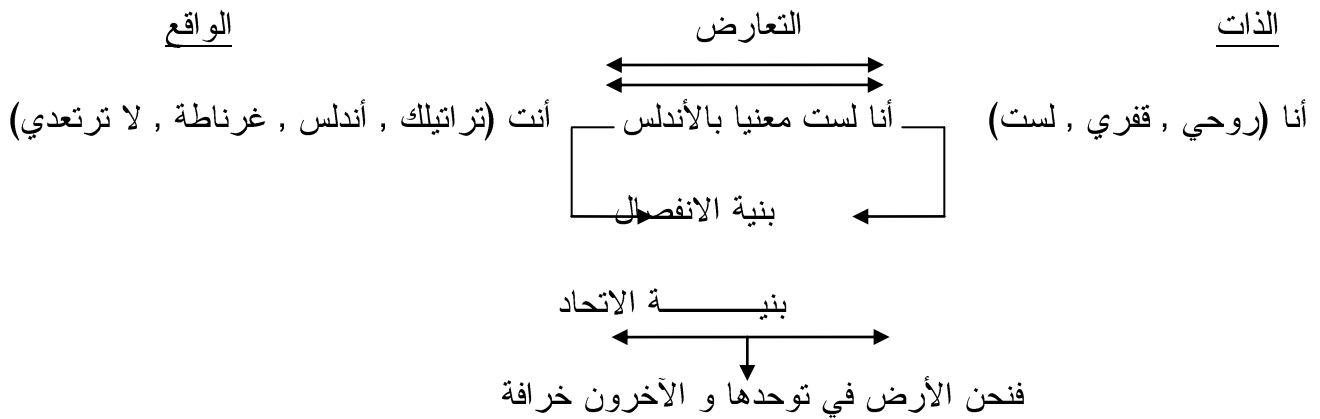 الذات التعارض الواقع
أنا (روحي , قفري , لست) أنا لست معنيا بالأندلس أنت (تراتيلك , أندلس , غرناطة , لا ترتعدي)
بنية الانفصال
بنيـــــــــــة الاتحاد
فنحن الأرض في توحدها و الآخرون خرافة